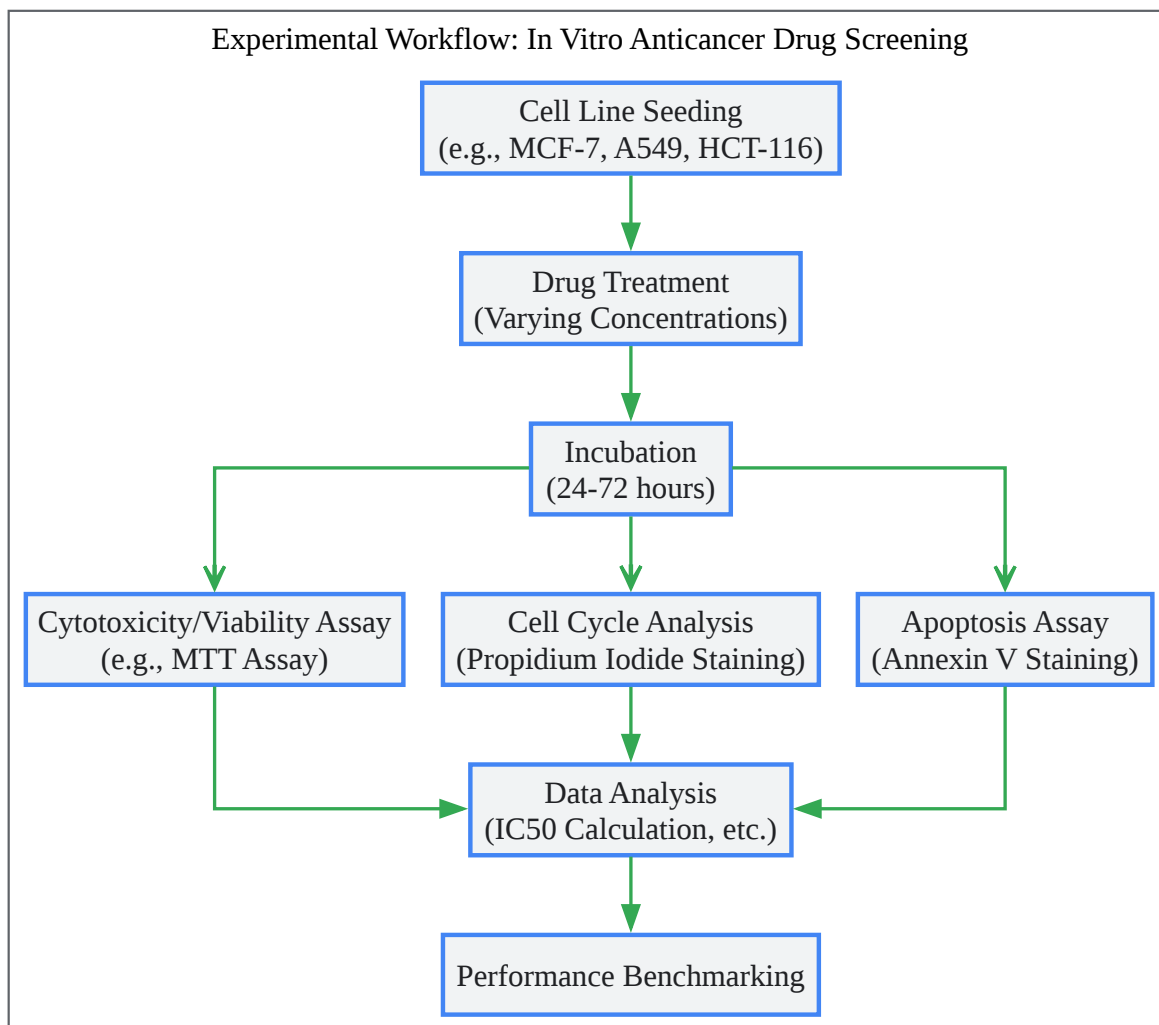 Experimental Workflow: In Vitro Anticancer Drug Screening
Cell Line Seeding
(e.g., MCF-7, A549, HCT-116)
Drug Treatment
(Varying Concentrations)
Incubation
(24-72 hours)
Cytotoxicity/Viability Assay
(e.g., MTT Assay)
Cell Cycle Analysis
(Propidium Iodide Staining)
Apoptosis Assay
(Annexin V Staining)
Data Analysis
(IC50 Calculation, etc.)
Performance Benchmarking